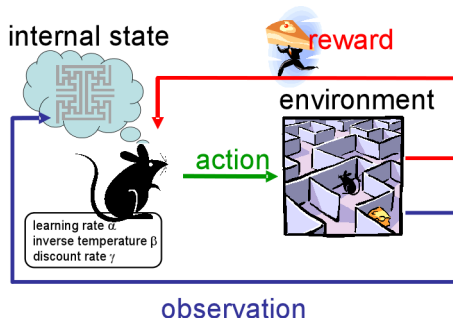 internal state
reward
environment
action
learning rate α
inverse temperature β
discount rate γ
observation